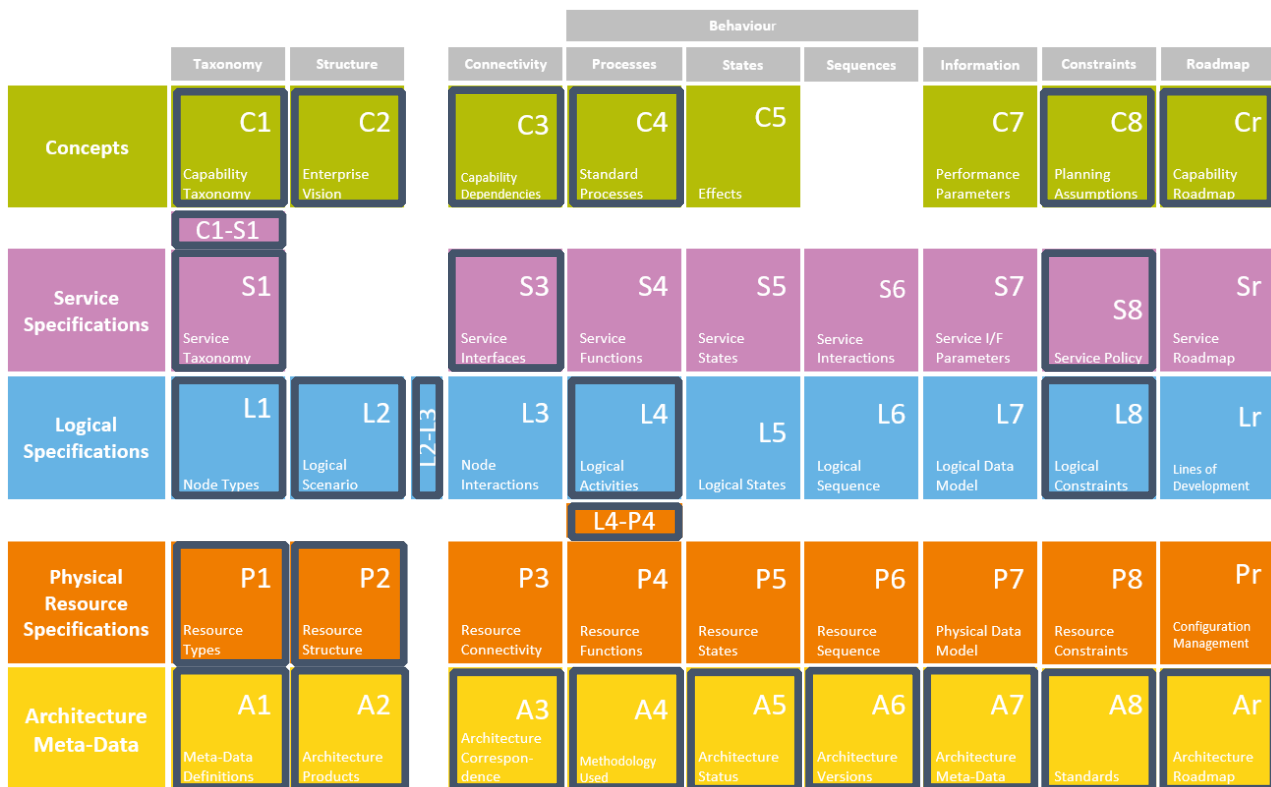 Behaviour
Taxonomy
Structure
Connectivity
Processes
States
Sequences
Information
Constraints
Roadmap
Concepts
C1
Capability
Taxonomy
C2
Enterprise
Vision
C3
Capability
Dependencies
C4
Standard
Processes
C5
Effects
C7
Performance
Parameters
C8
Planning
Assumptions
Cr
Capability
Roadmap
C1-S1
Service
Specifications
S1
Service
Taxonomy
S3
Service
Interfaces
S4
Service
Functions
S5
Service
States
S6
Service
Interactions
S7
Service I/F
Parameters
S8
Service Policy
Sr
Service
Roadmap
Logical
Specifications
L1
Node Types
L2
Logical
Scenario
L2-L3
L3
Node
Interactions
L4
Logical
Activities
L5
Logical States
L6
Logical
Sequence
L7
Logical Data
Model
L8
Logical
Constraints
Lr
Lines of
Development
L4-P4
Physical
Resource
Specifications
P1
Resource
Types
P2
Resource
Structure
P3
Resource
Connectivity
P4
Resource
Functions
P5
Resource
States
P6
Resource
Sequence
P7
Physical Data
Model
P8
Resource
Constraints
Pr
Configuration
Management
Architecture
Meta-Data
A1
Meta-Data
Definitions
A2
Architecture
Products
A3
Architecture
Correspon-
dence
A4
Methodology
Used
A5
Architecture
Status
A6
Architecture
Versions
A7
Architecture
Meta-Data
A8
Standards
Ar
Architecture
Roadmap